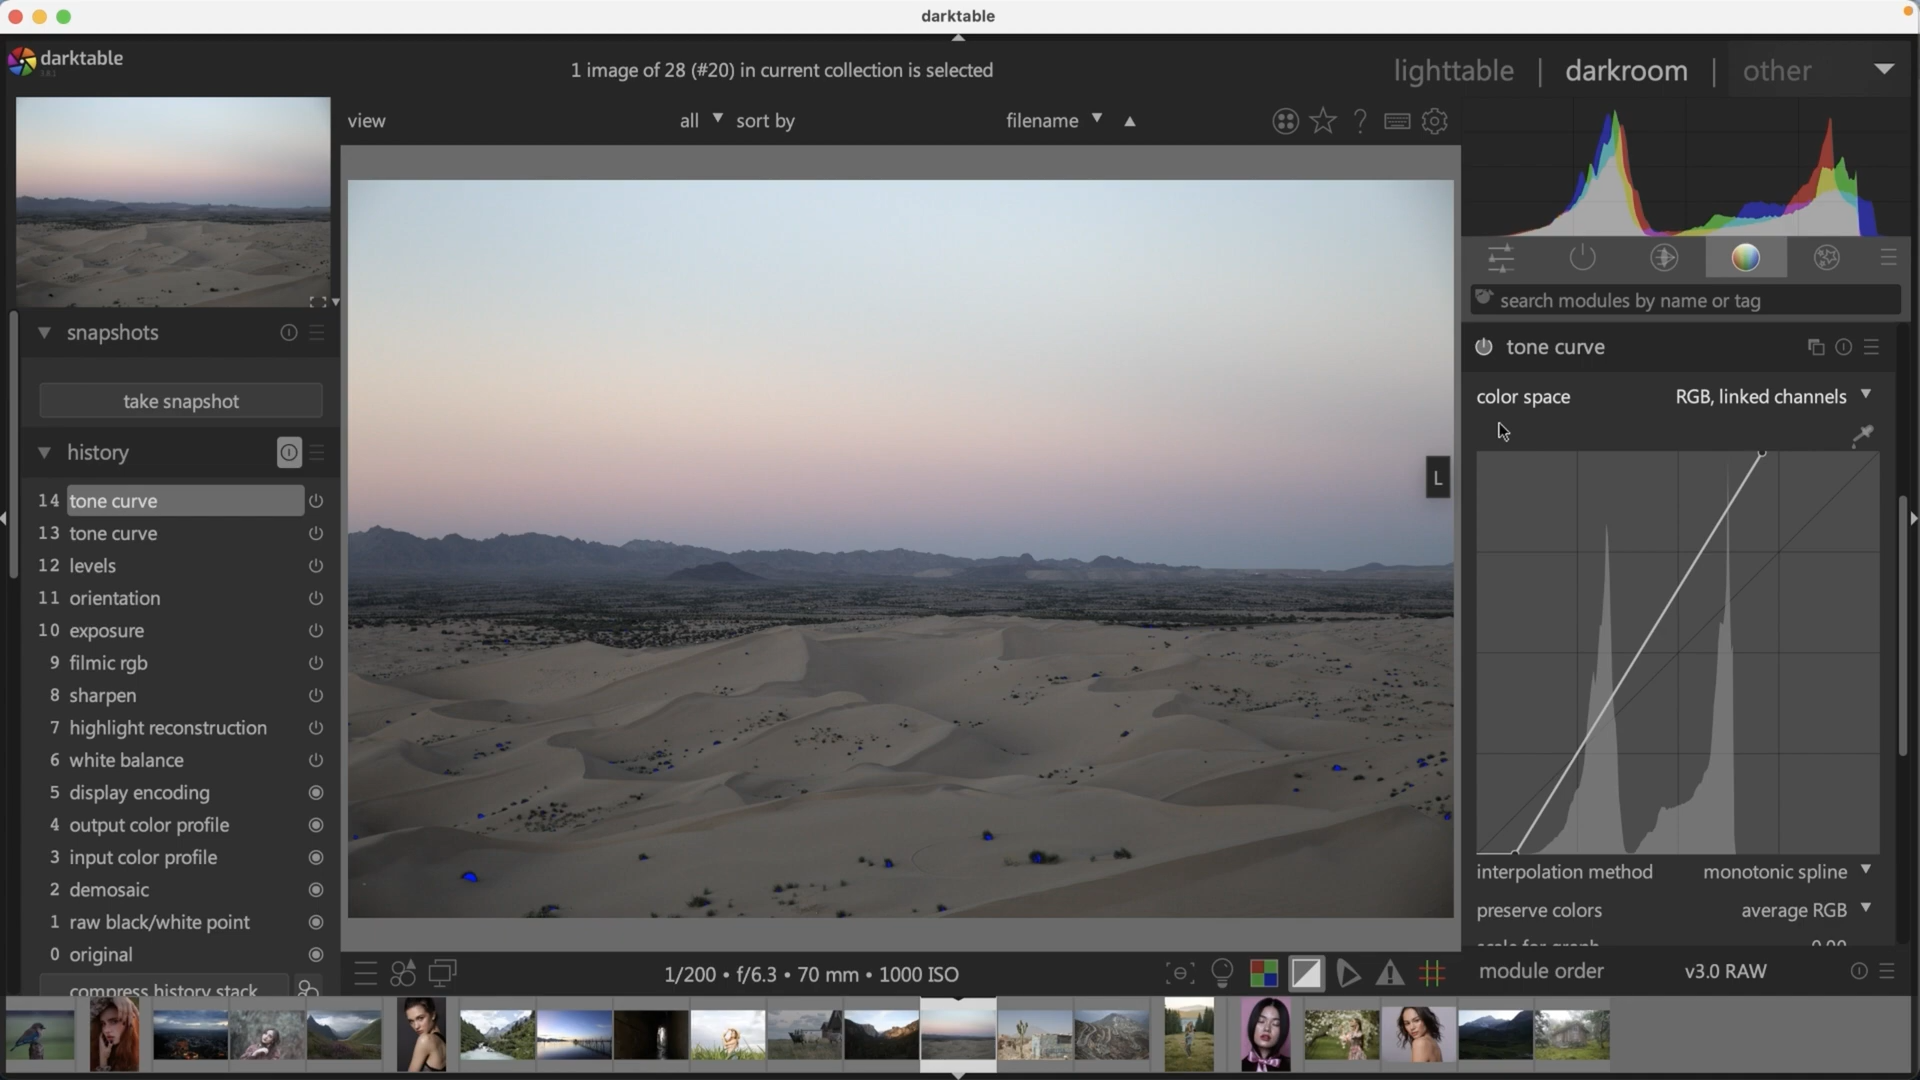 darktable
darktable
1 image of 28 (#20) in current collection is selected
lighttable | darkroom | other
view all sort by filename
search modules by name or tag
snapshots
take snapshot
history
14 tone curve
13 tone curve
12 levels
11 orientation
10 exposure
9 filmic rgb
8 sharpen
7 highlight reconstruction
6 white balance
5 display encoding
4 output color profile
3 input color profile
2 demosaic
1 raw black/white point
0 original
compress history stack
L
1/200 • f/6.3 • 70 mm • 1000 ISO
tone curve
color space RGB, linked channels
interpolation method monotonic spline
preserve colors average RGB
scale for graph 0.00
module order v3.0 RAW